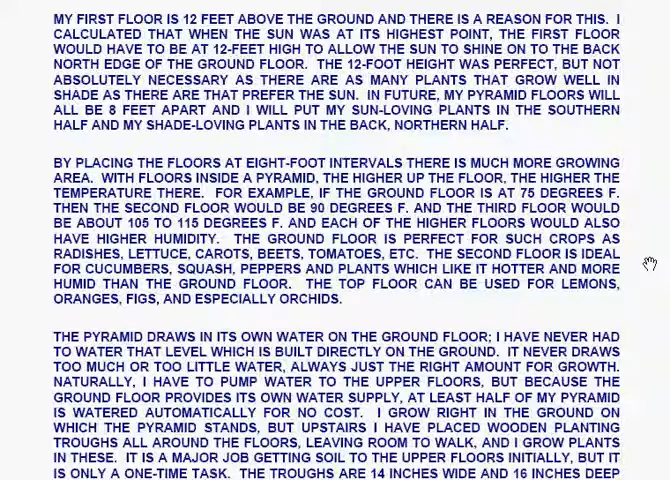 MY FIRST FLOOR IS 12 FEET ABOVE THE GROUND AND THERE IS A REASON FOR THIS. I
CALCULATED THAT WHEN THE SUN WAS AT ITS HIGHEST POINT, THE FIRST FLOOR
WOULD HAVE TO BE AT 12-FEET HIGH TO ALLOW THE SUN TO SHINE ON TO THE BACK
NORTH EDGE OF THE GROUND FLOOR. THE 12-FOOT HEIGHT WAS PERFECT, BUT NOT
ABSOLUTELY NECESSARY AS THERE ARE AS MANY PLANTS THAT GROW WELL IN
SHADE AS THERE ARE THAT PREFER THE SUN. IN FUTURE, MY PYRAMID FLOORS WILL
ALL BE 8 FEET APART AND I WILL PUT MY SUN-LOVING PLANTS IN THE SOUTHERN
HALF AND MY SHADE-LOVING PLANTS IN THE BACK, NORTHERN HALF.
BY PLACING THE FLOORS AT EIGHT-FOOT INTERVALS THERE IS MUCH MORE GROWING
AREA. WITH FLOORS INSIDE A PYRAMID, THE HIGHER UP THE FLOOR, THE HIGHER THE
TEMPERATURE THERE. FOR EXAMPLE, IF THE GROUND FLOOR IS AT 75 DEGREES F.
THEN THE SECOND FLOOR WOULD BE 90 DEGREES F. AND THE THIRD FLOOR WOULD
BE ABOUT 105 TO 115 DEGREES F. AND EACH OF THE HIGHER FLOORS WOULD ALSO
HAVE HIGHER HUMIDITY. THE GROUND FLOOR IS PERFECT FOR SUCH CROPS AS
RADISHES, LETTUCE, CAROTS, BEETS, TOMATOES, ETC. THE SECOND FLOOR IS IDEAL
FOR CUCUMBERS, SQUASH, PEPPERS AND PLANTS WHICH LIKE IT HOTTER AND MORE
HUMID THAN THE GROUND FLOOR. THE TOP FLOOR CAN BE USED FOR LEMONS,
ORANGES, FIGS, AND ESPECIALLY ORCHIDS.
THE PYRAMID DRAWS IN ITS OWN WATER ON THE GROUND FLOOR; I HAVE NEVER HAD
TO WATER THAT LEVEL WHICH IS BUILT DIRECTLY ON THE GROUND. IT NEVER DRAWS
TOO MUCH OR TOO LITTLE WATER, ALWAYS JUST THE RIGHT AMOUNT FOR GROWTH.
NATURALLY, I HAVE TO PUMP WATER TO THE UPPER FLOORS, BUT BECAUSE THE
GROUND FLOOR PROVIDES ITS OWN WATER SUPPLY, AT LEAST HALF OF MY PYRAMID
IS WATERED AUTOMATICALLY FOR NO COST. I GROW RIGHT IN THE GROUND ON
WHICH THE PYRAMID STANDS, BUT UPSTAIRS I HAVE PLACED WOODEN PLANTING
TROUGHS ALL AROUND THE FLOORS, LEAVING ROOM TO WALK, AND I GROW PLANTS
IN THESE. IT IS A MAJOR JOB GETTING SOIL TO THE UPPER FLOORS INITIALLY, BUT IT
IS ONLY A ONE-TIME TASK. THE TROUGHS ARE 14 INCHES WIDE AND 16 INCHES DEEP